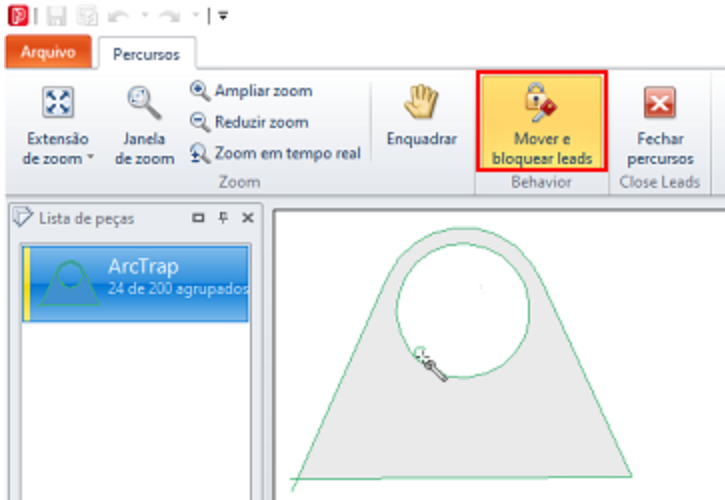 Arquivo
Percursos
Extensão
de zoom
Janela
de zoom
Ampliar zoom
Reduzir zoom
Zoom em tempo real
Zoom
Enquadrar
Mover e
bloquear leads
Behavior
Fechar
percursos
Close Leads
Lista de peças
ArcTrap
24 de 200 agrupados